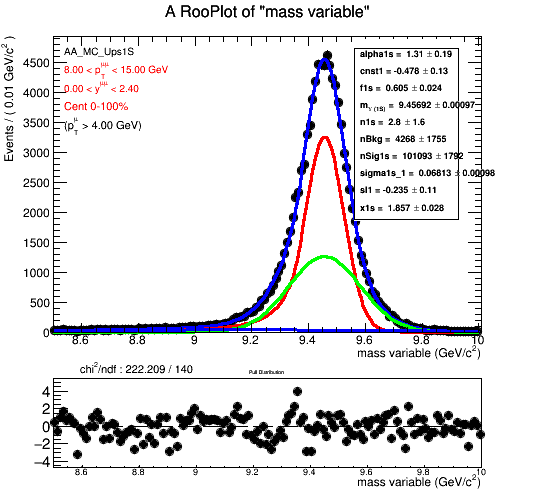 A RooPlot of "mass variable"
Events / ( 0.01 GeV/c² )
AA_MC_Ups1S
8.00 < p_T^μμ < 15.00 GeV
0.00 < y^μμ < 2.40
Cent 0-100%
(p_T^μ > 4.00 GeV)
alpha1s = 1.31 ± 0.19
cnst1 = -0.478 ± 0.13
f1s = 0.605 ± 0.024
m_ϒ(1S) = 9.45692 ± 0.00097
n1s = 2.8 ± 1.6
nBkg = 4268 ± 1755
nSig1s = 101093 ± 1792
sigma1s_1 = 0.06813 ± 0.00098
sl1 = -0.235 ± 0.11
x1s = 1.857 ± 0.028
4500
4000
3500
3000
2500
2000
1500
1000
500
0
8.6 8.8 9 9.2 9.4 9.6 9.8 10
mass variable (GeV/c²)
chi²/ndf : 222.209 / 140
Pull Distribution
4
2
0
−2
−4
8.6 8.8 9 9.2 9.4 9.6 9.8 10
mass variable (GeV/c²)